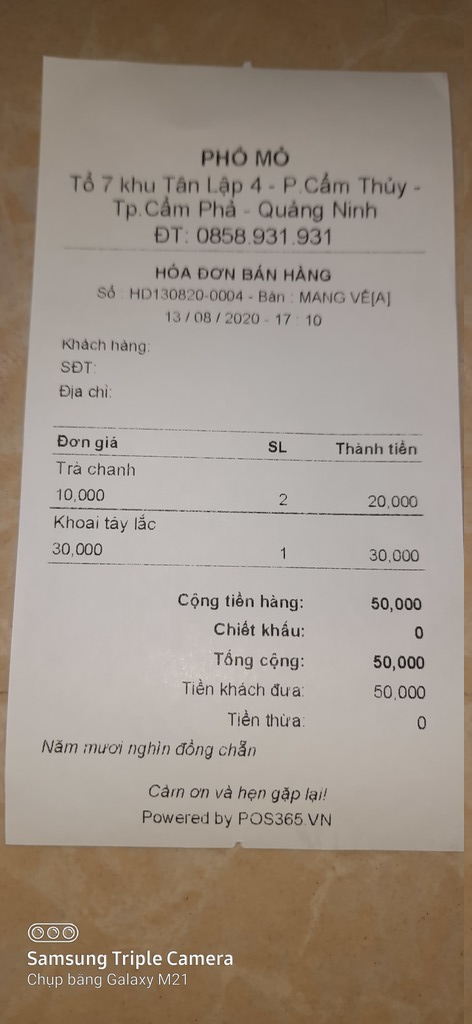 PHỐ MỎ
Tổ 7 khu Tân Lập 4 - P.Cẩm Thủy -
Tp.Cẩm Phả - Quảng Ninh
ĐT: 0858.931.931
HÓA ĐƠN BÁN HÀNG
Số : HD130820-0004 - Bàn : MANG VỀ[A]
13 / 08 / 2020 - 17 : 10
Khách hàng:
SĐT:
Địa chỉ:
Đơn giá SL Thành tiền
Trà chanh
10,000 2 20,000
Khoai tây lắc
30,000 1 30,000
Cộng tiền hàng: 50,000
Chiết khấu: 0
Tổng cộng: 50,000
Tiền khách đưa: 50,000
Tiền thừa: 0
Năm mươi nghìn đồng chẵn
Cảm ơn và hẹn gặp lại!
Powered by POS365.VN
Samsung Triple Camera
Chụp bằng Galaxy M21